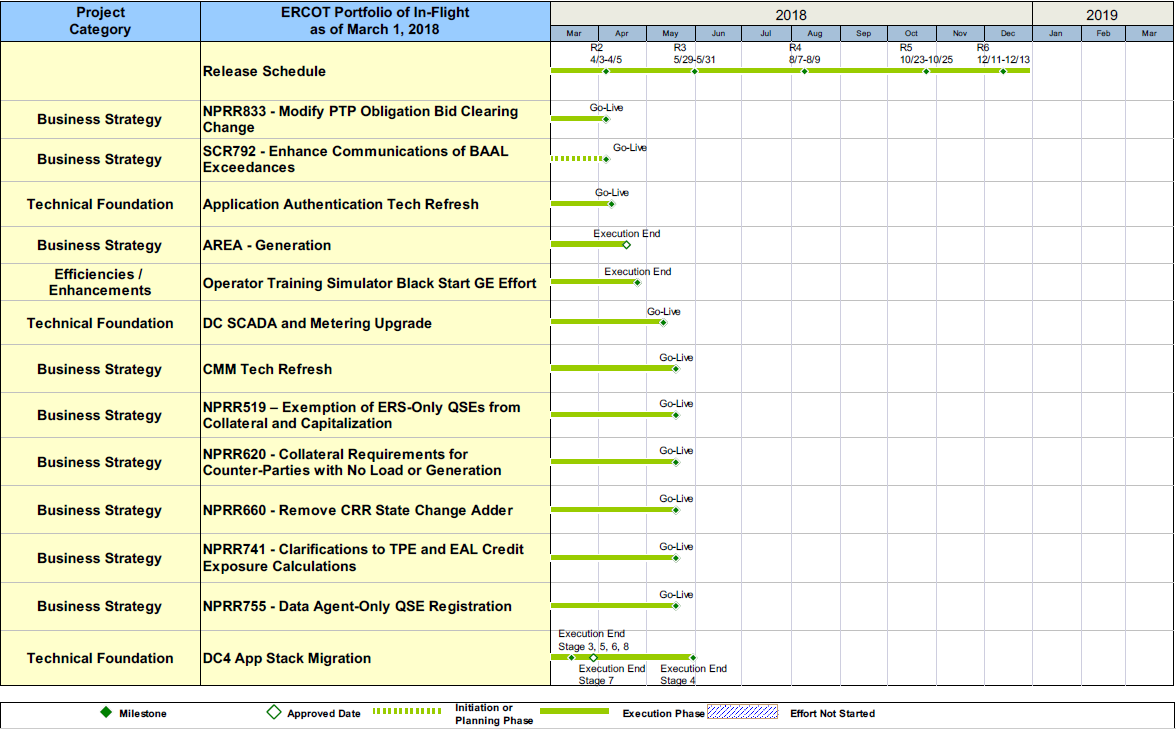 Project
Category
ERCOT Portfolio of In-Flight
as of March 1, 2018
2018
2019
Mar Apr May Jun Jul Aug Sep Oct Nov Dec Jan Feb Mar
Release Schedule
R2
4/3-4/5
R3
5/29-5/31
R4
8/7-8/9
R5
10/23-10/25
R6
12/11-12/13
Business Strategy
NPRR833 - Modify PTP Obligation Bid Clearing
Change
Go-Live
Business Strategy
SCR792 - Enhance Communications of BAAL
Exceedances
Go-Live
Technical Foundation
Application Authentication Tech Refresh
Go-Live
Business Strategy
AREA - Generation
Execution End
Efficiencies /
Enhancements
Operator Training Simulator Black Start GE Effort
Execution End
Technical Foundation
DC SCADA and Metering Upgrade
Go-Live
Business Strategy
CMM Tech Refresh
Go-Live
Business Strategy
NPRR519 – Exemption of ERS-Only QSEs from
Collateral and Capitalization
Go-Live
Business Strategy
NPRR620 - Collateral Requirements for
Counter-Parties with No Load or Generation
Go-Live
Business Strategy
NPRR660 - Remove CRR State Change Adder
Go-Live
Business Strategy
NPRR741 - Clarifications to TPE and EAL Credit
Exposure Calculations
Go-Live
Business Strategy
NPRR755 - Data Agent-Only QSE Registration
Go-Live
Technical Foundation
DC4 App Stack Migration
Execution End
Stage 3, 5, 6, 8
Execution End
Stage 7
Execution End
Stage 4
Milestone
Approved Date
Initiation or
Planning Phase
Execution Phase
Effort Not Started